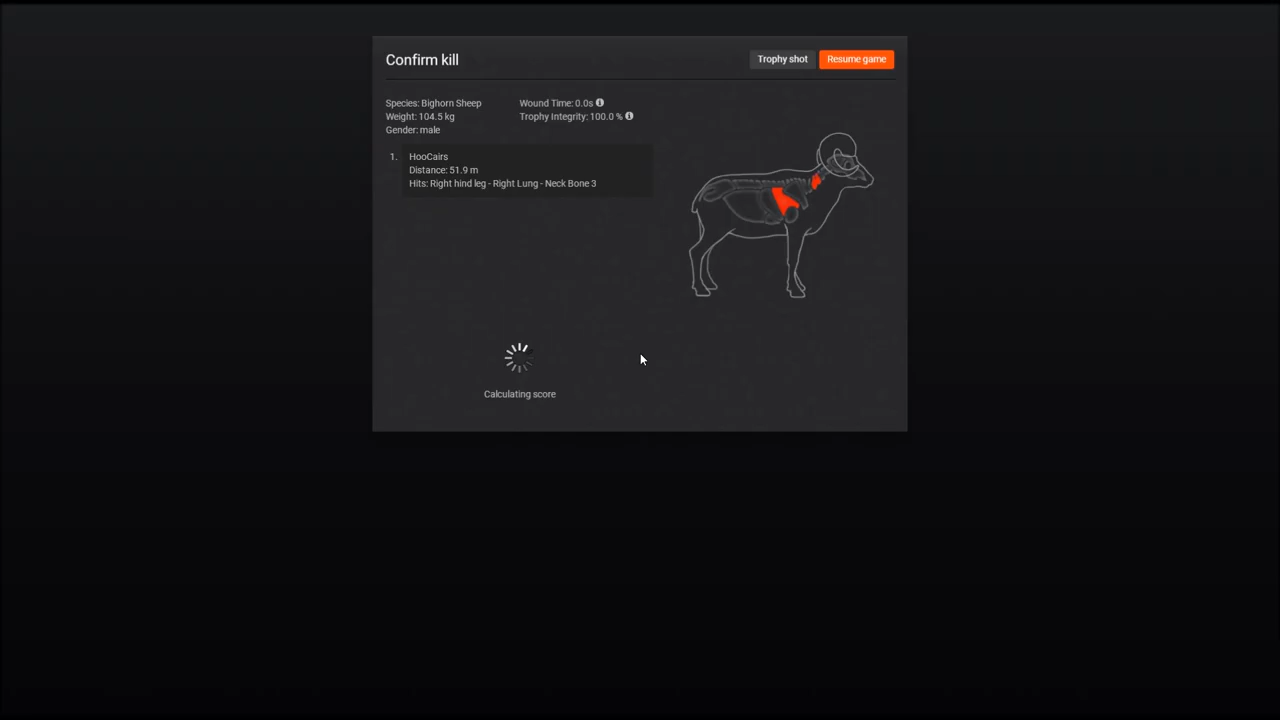 Confirm kill
Trophy shot
Resume game
Species: Bighorn Sheep
Weight: 104.5 kg
Gender: male
Wound Time: 0.0s
Trophy Integrity: 100.0 %
1.
HooCairs
Distance: 51.9 m
Hits: Right hind leg - Right Lung - Neck Bone 3
Calculating score